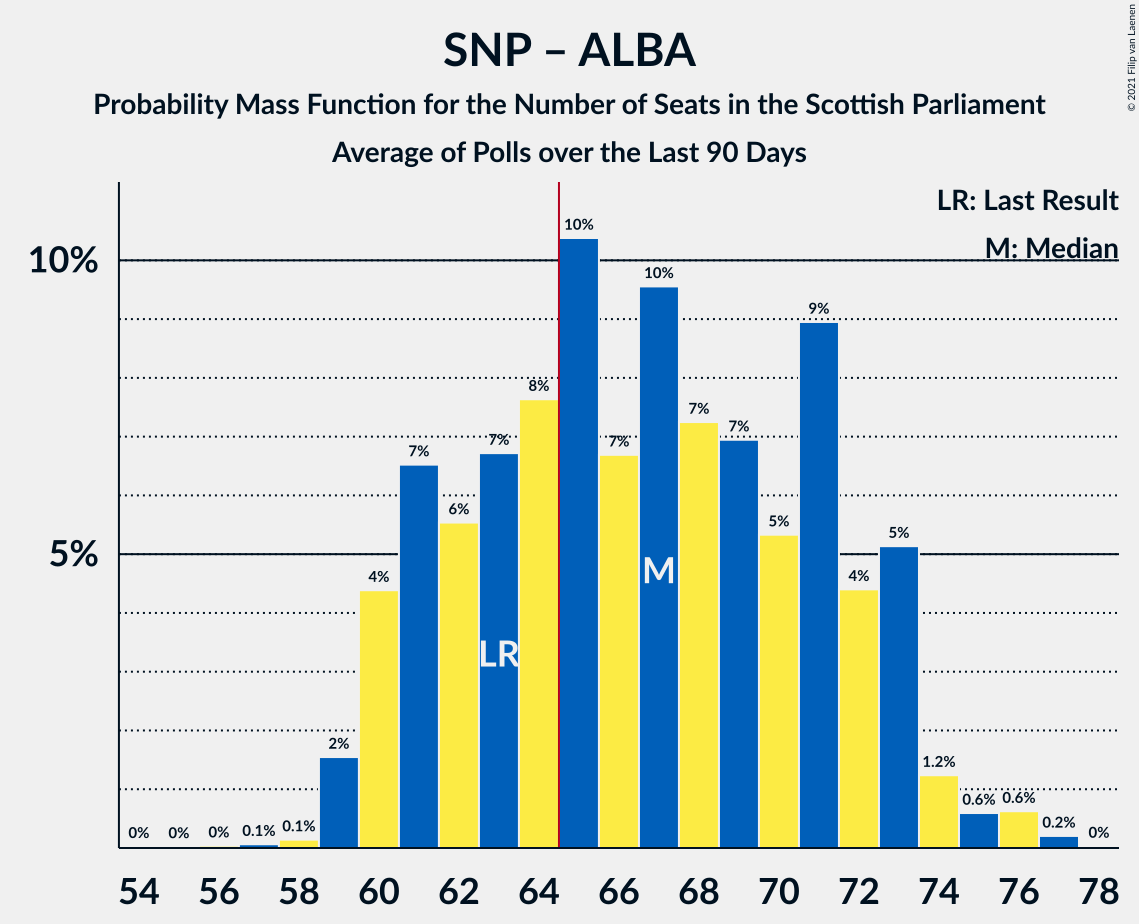 SNP – ALBA
Probability Mass Function for the Number of Seats in the Scottish Parliament
Average of Polls over the Last 90 Days
© 2021 Filip van Laenen
LR: Last Result
M: Median
10%
5%
0% 0% 0% 0.1% 0.1% 2% 4% 7% 6% 7% 8% 10% 7% 10% 7% 7% 5% 9% 4% 5% 1.2% 0.6% 0.6% 0.2% 0%
LR
M
54 56 58 60 62 64 66 68 70 72 74 76 78